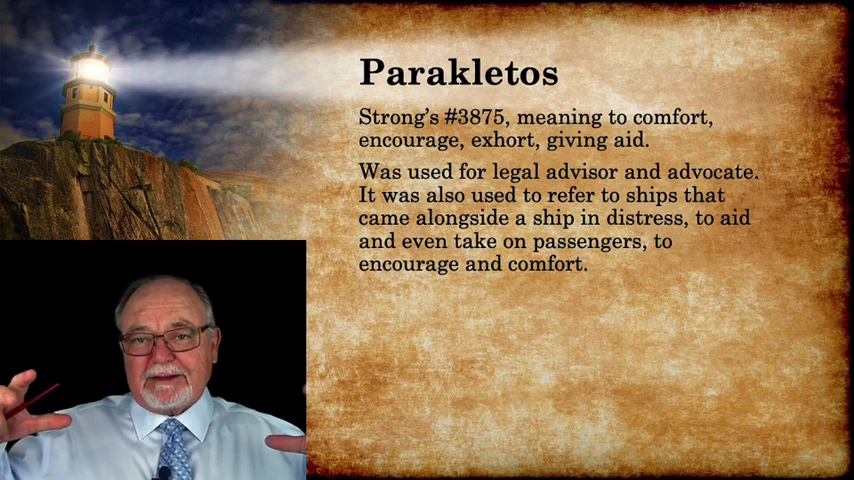 Parakletos
Strong's #3875, meaning to comfort,
encourage, exhort, giving aid.
Was used for legal advisor and advocate.
It was also used to refer to ships that
came alongside a ship in distress, to aid
and even take on passengers, to
encourage and comfort.